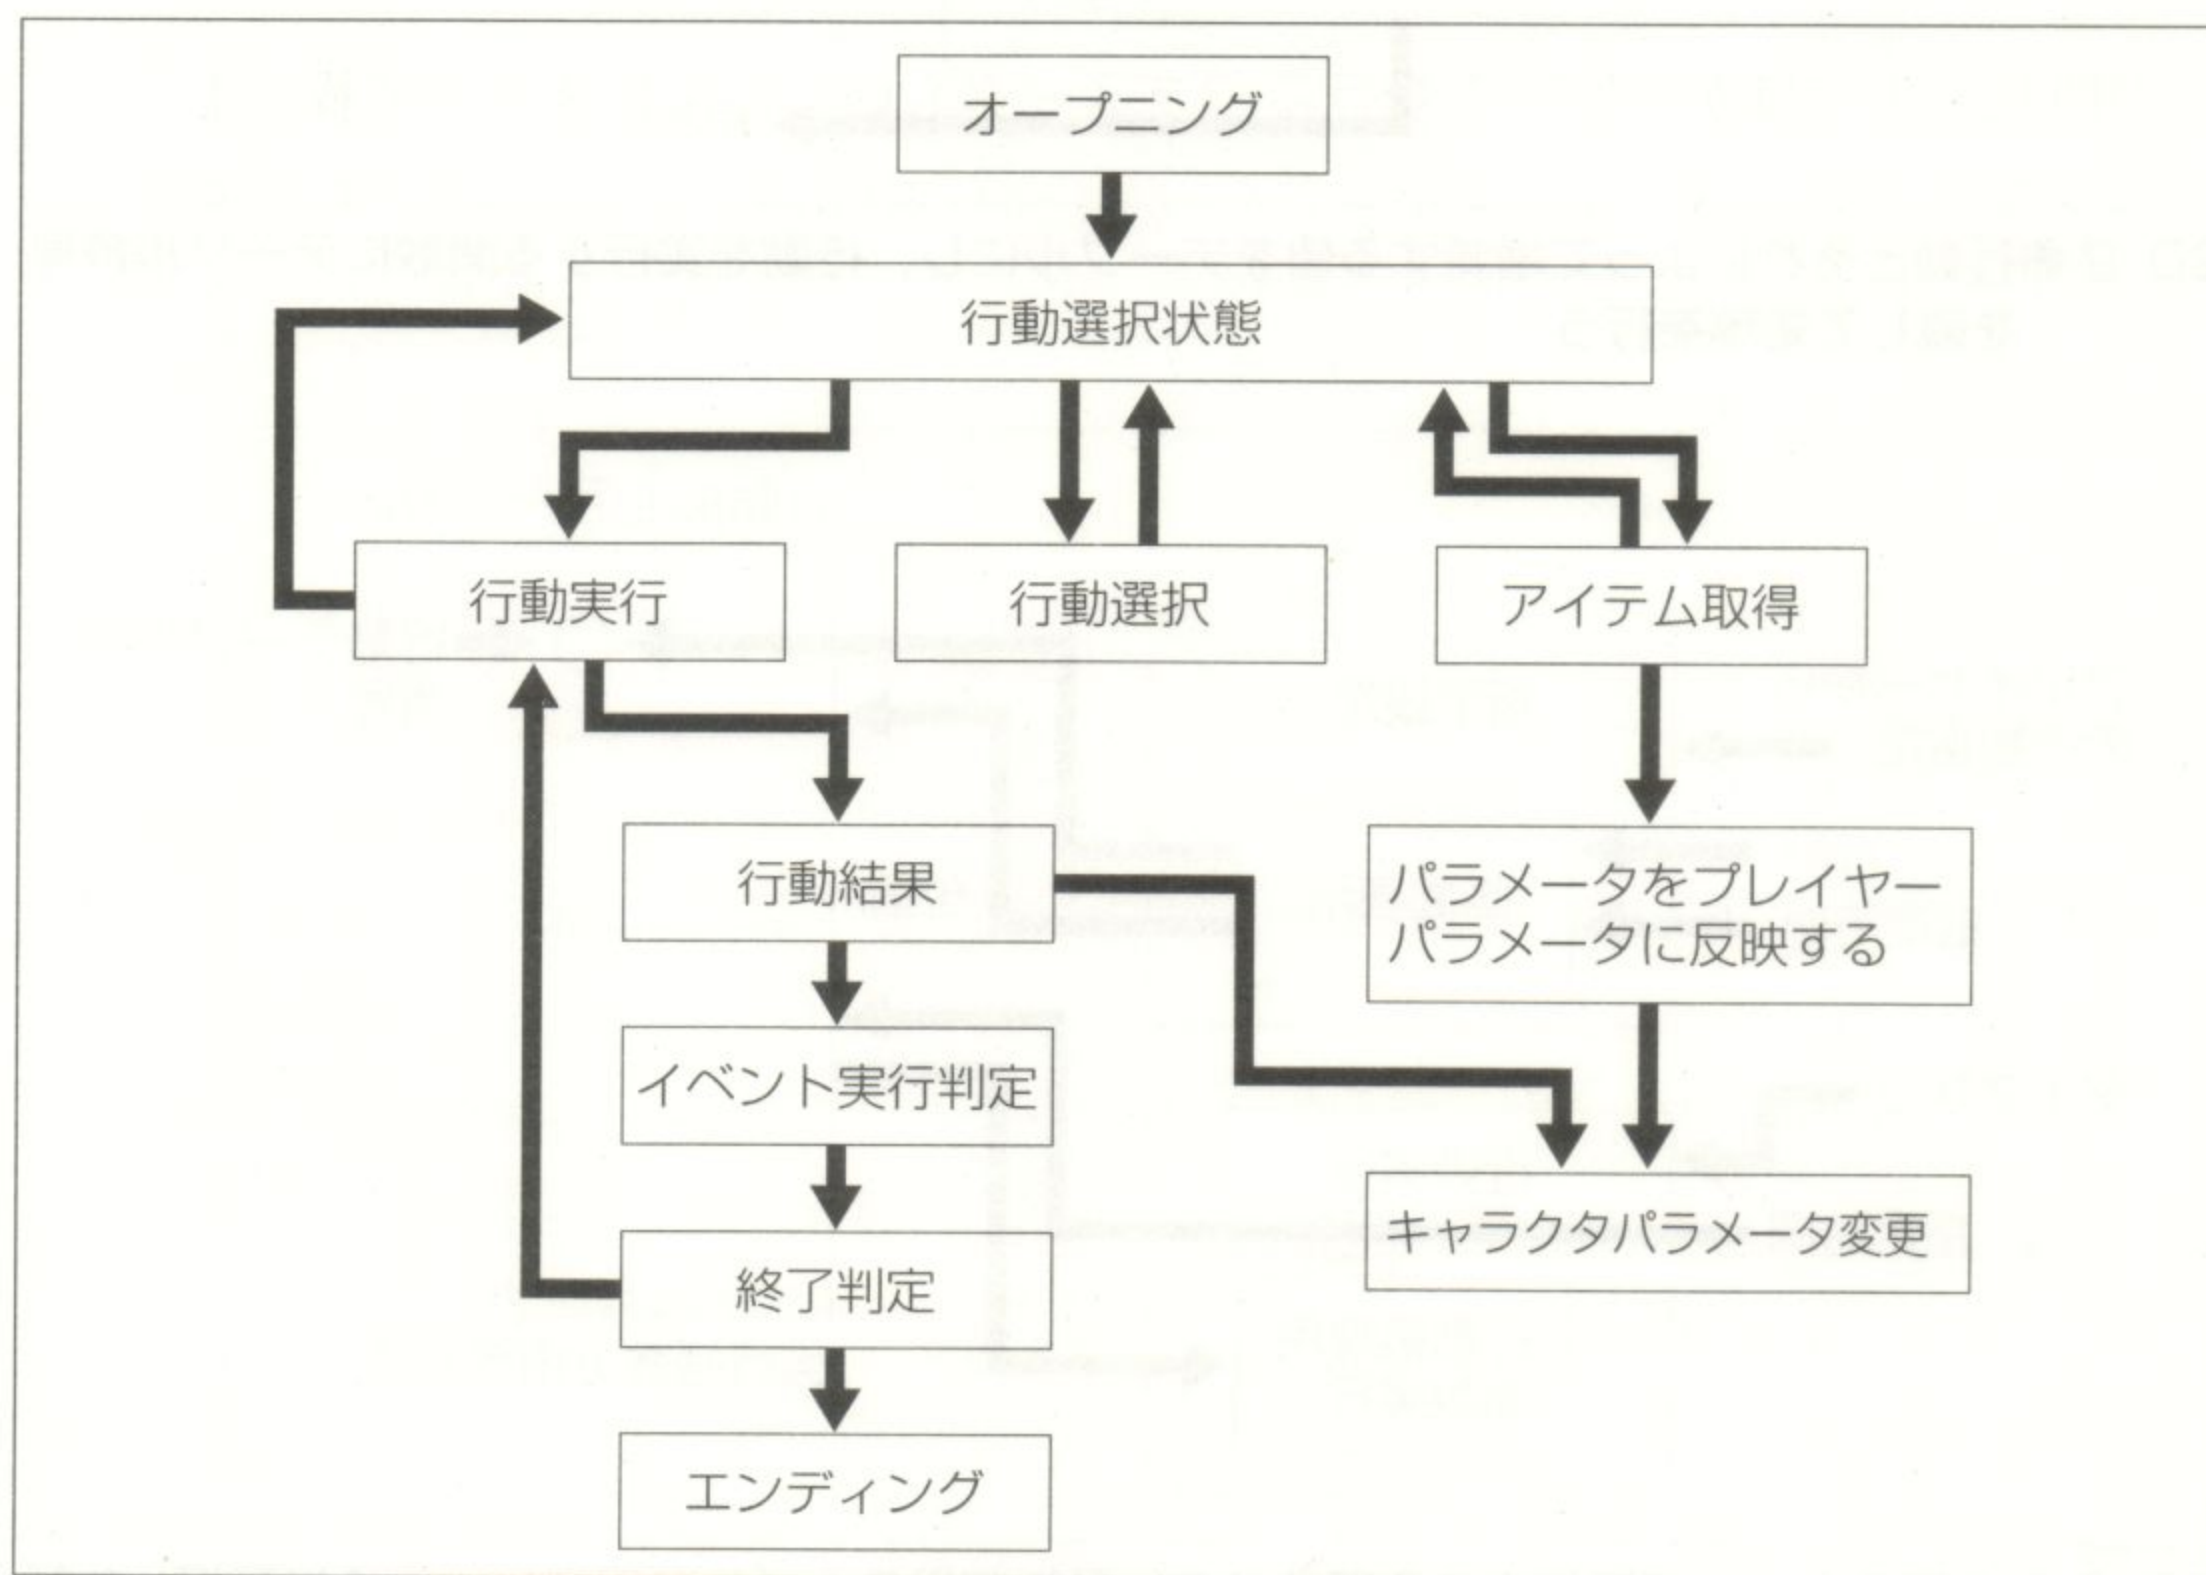 オープニング
行動選択状態
行動実行
行動選択
アイテム取得
行動結果
パラメータをプレイヤー
パラメータに反映する
イベント実行判定
キャラクタパラメータ変更
終了判定
エンディング